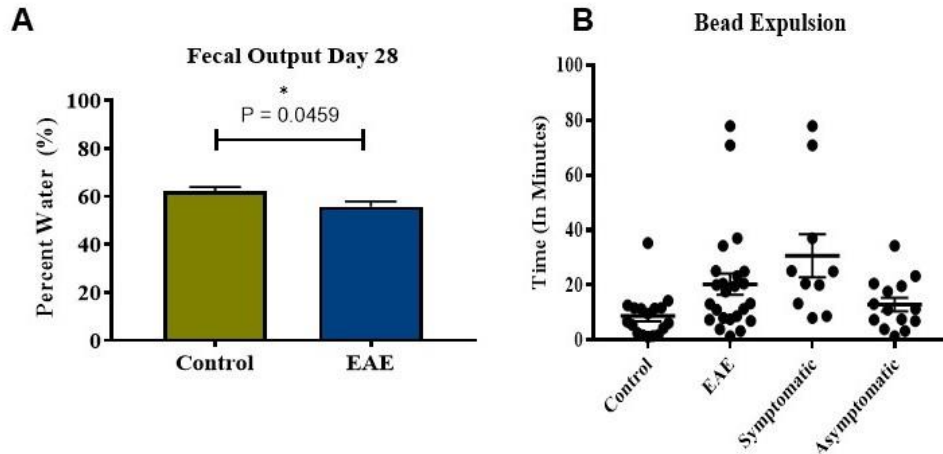 A
Fecal Output Day 28
*
P = 0.0459
Percent Water (%)
100
80
60
40
20
0
Control
EAE
B
Bead Expulsion
Time (In Minutes)
100
80
60
40
20
0
Control
EAE
Symptomatic
Asymptomatic